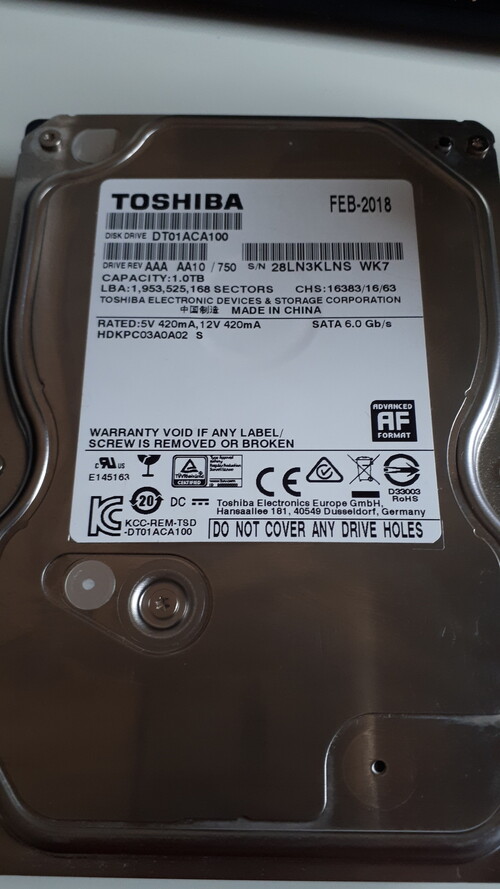 TOSHIBA FEB-2018
DISK DRIVE DT01ACA100
DRIVE REV AAA AA10 / 750 S/N 28LN3KLNS WK7
CAPACITY:1.0TB
LBA:1,953,525,168 SECTORS CHS:16383/16/63
TOSHIBA ELECTRONIC DEVICES & STORAGE CORPORATION
中国制造 MADE IN CHINA
RATED:5V 420mA,12V 420mA SATA 6.0 Gb/s
HDKPC03A0A02 S
ADVANCED
AF
FORMAT
WARRANTY VOID IF ANY LABEL/
SCREW IS REMOVED OR BROKEN
c RU US
E145163
TÜVRheinland
CERTIFIED
CE
D33003
RoHS
20
DC
Toshiba Electronics Europe GmbH,
Hansaallee 181, 40549 Dusseldorf, Germany
KCC-REM-TSD
-DT01ACA100
DO NOT COVER ANY DRIVE HOLES